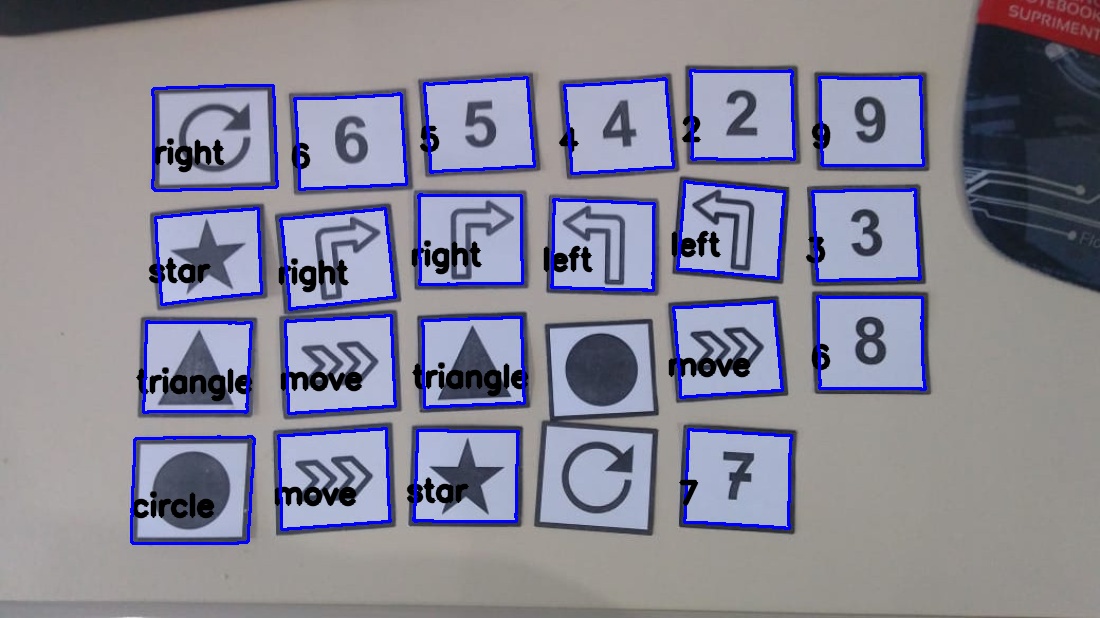 NOTEBOOK
SUPRIMENT
right 6 6 5 5 4 4 2 2 9 9
star right right left left 3 3
triangle move triangle move 6 8
circle move star 7 7